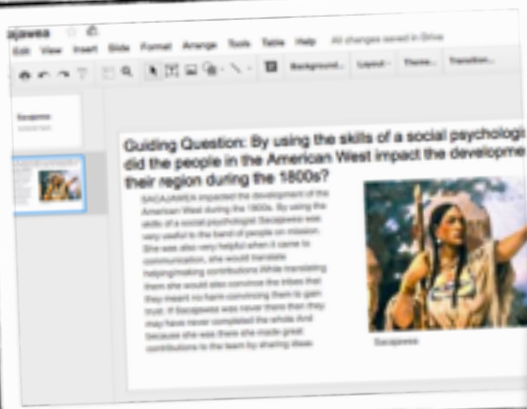 ajawea
Edit View Insert Slide Format Arrange Tools Table Help All changes saved in Drive
Background... Layout Theme... Transition...
Sacajawea
Guiding Question: By using the skills of a social psychologi
did the people in the American West impact the developme
their region during the 1800s?
SACAJAWEA impacted the development of the
American West during the 1800s. By using the
skills of a social psychologist Sacajawea was
very useful to the band of people on mission.
She was also very helpful when it came to
communication, she would translate
helping/making contributions.While translating
them she would also convince the tribes that
they meant no harm convincing them to gain
trust. If Sacajawea was never there then they
may have never completed the whole And
because she was there she made great
contributions to the team by sharing ideas
Sacajawea